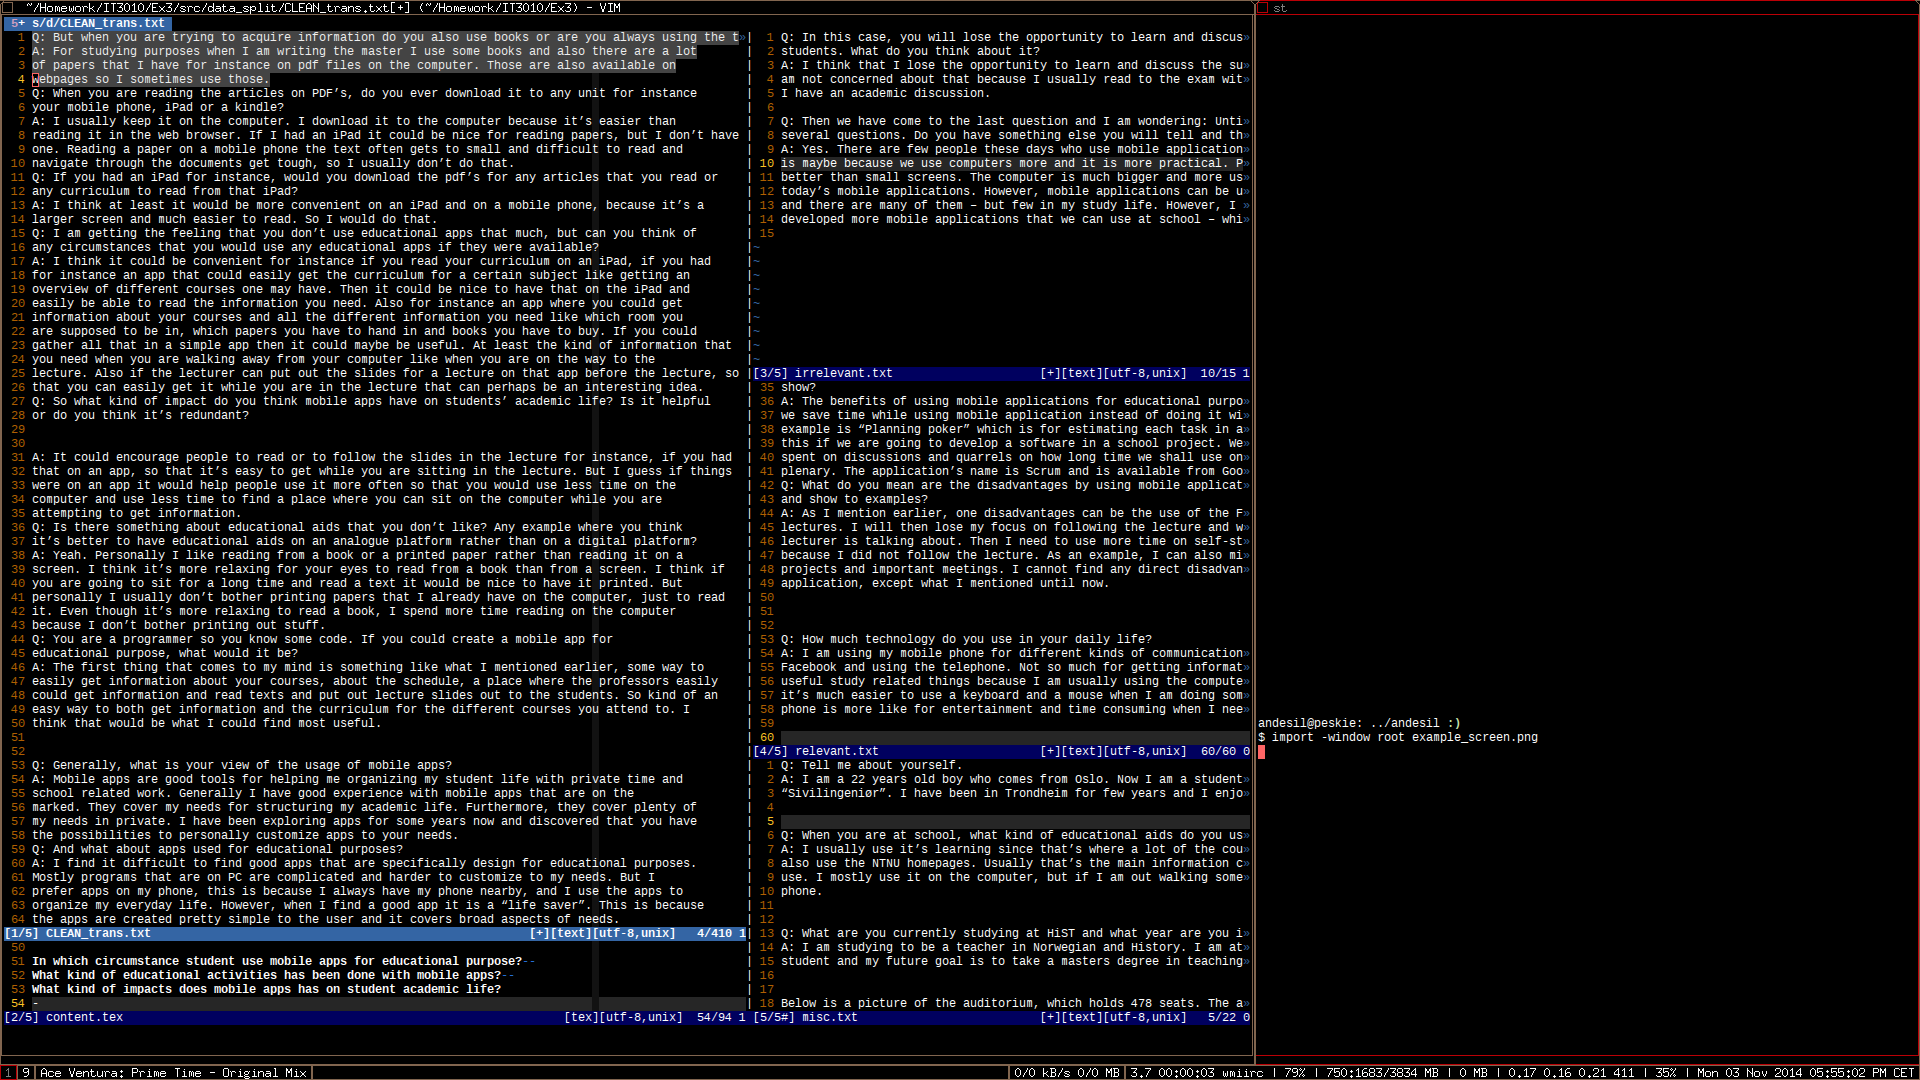 "~/Homework/IT3010/Ex3/src/data_split/CLEAN_trans.txt[+] ("~/Homework/IT3010/Ex3) - VIM
5+ s/d/CLEAN_trans.txt
1 Q: But when you are trying to acquire information do you also use books or are you always using the t»
2 A: For studying purposes when I am writing the master I use some books and also there are a lot
3 of papers that I have for instance on pdf files on the computer. Those are also available on
4 webpages so I sometimes use those.
5 Q: When you are reading the articles on PDF’s, do you ever download it to any unit for instance
6 your mobile phone, iPad or a kindle?
7 A: I usually keep it on the computer. I download it to the computer because it’s easier than
8 reading it in the web browser. If I had an iPad it could be nice for reading papers, but I don’t have
9 one. Reading a paper on a mobile phone the text often gets to small and difficult to read and
10 navigate through the documents get tough, so I usually don’t do that.
11 Q: If you had an iPad for instance, would you download the pdf’s for any articles that you read or
12 any curriculum to read from that iPad?
13 A: I think at least it would be more convenient on an iPad and on a mobile phone, because it’s a
14 larger screen and much easier to read. So I would do that.
15 Q: I am getting the feeling that you don’t use educational apps that much, but can you think of
16 any circumstances that you would use any educational apps if they were available?
17 A: I think it could be convenient for instance if you read your curriculum on an iPad, if you had
18 for instance an app that could easily get the curriculum for a certain subject like getting an
19 overview of different courses one may have. Then it could be nice to have that on the iPad and
20 easily be able to read the information you need. Also for instance an app where you could get
21 information about your courses and all the different information you need like which room you
22 are supposed to be in, which papers you have to hand in and books you have to buy. If you could
23 gather all that in a simple app then it could maybe be useful. At least the kind of information that
24 you need when you are walking away from your computer like when you are on the way to the
25 lecture. Also if the lecturer can put out the slides for a lecture on that app before the lecture, so
26 that you can easily get it while you are in the lecture that can perhaps be an interesting idea.
27 Q: So what kind of impact do you think mobile apps have on students’ academic life? Is it helpful
28 or do you think it’s redundant?
29
30
31 A: It could encourage people to read or to follow the slides in the lecture for instance, if you had
32 that on an app, so that it’s easy to get while you are sitting in the lecture. But I guess if things
33 were on an app it would help people use it more often so that you would use less time on the
34 computer and use less time to find a place where you can sit on the computer while you are
35 attempting to get information.
36 Q: Is there something about educational aids that you don’t like? Any example where you think
37 it’s better to have educational aids on an analogue platform rather than on a digital platform?
38 A: Yeah. Personally I like reading from a book or a printed paper rather than reading it on a
39 screen. I think it’s more relaxing for your eyes to read from a book than from a screen. I think if
40 you are going to sit for a long time and read a text it would be nice to have it printed. But
41 personally I usually don’t bother printing papers that I already have on the computer, just to read
42 it. Even though it’s more relaxing to read a book, I spend more time reading on the computer
43 because I don’t bother printing out stuff.
44 Q: You are a programmer so you know some code. If you could create a mobile app for
45 educational purpose, what would it be?
46 A: The first thing that comes to my mind is something like what I mentioned earlier, some way to
47 easily get information about your courses, about the schedule, a place where the professors easily
48 could get information and read texts and put out lecture slides out to the students. So kind of an
49 easy way to both get information and the curriculum for the different courses you attend to. I
50 think that would be what I could find most useful.
51
52
53 Q: Generally, what is your view of the usage of mobile apps?
54 A: Mobile apps are good tools for helping me organizing my student life with private time and
55 school related work. Generally I have good experience with mobile apps that are on the
56 marked. They cover my needs for structuring my academic life. Furthermore, they cover plenty of
57 my needs in private. I have been exploring apps for some years now and discovered that you have
58 the possibilities to personally customize apps to your needs.
59 Q: And what about apps used for educational purposes?
60 A: I find it difficult to find good apps that are specifically design for educational purposes.
61 Mostly programs that are on PC are complicated and harder to customize to my needs. But I
62 prefer apps on my phone, this is because I always have my phone nearby, and I use the apps to
63 organize my everyday life. However, when I find a good app it is a “life saver”. This is because
64 the apps are created pretty simple to the user and it covers broad aspects of needs.
[1/5] CLEAN_trans.txt [+][text][utf-8,unix] 4/410 1
50
51 In which circumstance student use mobile apps for educational purpose?--
52 What kind of educational activities has been done with mobile apps?--
53 What kind of impacts does mobile apps has on student academic life?
54 -
[2/5] content.tex [tex][utf-8,unix] 54/94 1
1 Q: In this case, you will lose the opportunity to learn and discus»
2 students. What do you think about it?
3 A: I think that I lose the opportunity to learn and discuss the su»
4 am not concerned about that because I usually read to the exam wit»
5 I have an academic discussion.
6
7 Q: Then we have come to the last question and I am wondering: Unti»
8 several questions. Do you have something else you will tell and th»
9 A: Yes. There are few people these days who use mobile application»
10 is maybe because we use computers more and it is more practical. P»
11 better than small screens. The computer is much bigger and more us»
12 today’s mobile applications. However, mobile applications can be u»
13 and there are many of them – but few in my study life. However, I »
14 developed more mobile applications that we can use at school – whi»
15
~
~
~
~
~
~
~
~
~
[3/5] irrelevant.txt [+][text][utf-8,unix] 10/15 1
35 show?
36 A: The benefits of using mobile applications for educational purpo»
37 we save time while using mobile application instead of doing it wi»
38 example is “Planning poker” which is for estimating each task in a»
39 this if we are going to develop a software in a school project. We»
40 spent on discussions and quarrels on how long time we shall use on»
41 plenary. The application’s name is Scrum and is available from Goo»
42 Q: What do you mean are the disadvantages by using mobile applicat»
43 and show to examples?
44 A: As I mention earlier, one disadvantages can be the use of the F»
45 lectures. I will then lose my focus on following the lecture and w»
46 lecturer is talking about. Then I need to use more time on self-st»
47 because I did not follow the lecture. As an example, I can also mi»
48 projects and important meetings. I cannot find any direct disadvan»
49 application, except what I mentioned until now.
50
51
52
53 Q: How much technology do you use in your daily life?
54 A: I am using my mobile phone for different kinds of communication»
55 Facebook and using the telephone. Not so much for getting informat»
56 useful study related things because I am usually using the compute»
57 it’s much easier to use a keyboard and a mouse when I am doing som»
58 phone is more like for entertainment and time consuming when I nee»
59
60
[4/5] relevant.txt [+][text][utf-8,unix] 60/60 0
1 Q: Tell me about yourself.
2 A: I am a 22 years old boy who comes from Oslo. Now I am a student»
3 “Sivilingeniør”. I have been in Trondheim for few years and I enjo»
4
5
6 Q: When you are at school, what kind of educational aids do you us»
7 A: I usually use it’s learning since that’s where a lot of the cou»
8 also use the NTNU homepages. Usually that’s the main information c»
9 use. I mostly use it on the computer, but if I am out walking some»
10 phone.
11
12
13 Q: What are you currently studying at HiST and what year are you i»
14 A: I am studying to be a teacher in Norwegian and History. I am at»
15 student and my future goal is to take a masters degree in teaching»
16
17
18 Below is a picture of the auditorium, which holds 478 seats. The a»
[5/5#] misc.txt [+][text][utf-8,unix] 5/22 0
st
andesil@peskie: ../andesil :)
$ import -window root example_screen.png
1 9 Ace Ventura: Prime Time - Original Mix
0/0 kB/s 0/0 MB | 3.7 00:00:03 wmiirc | 79% | 750:1683/3834 MB | 0 MB | 0.17 0.16 0.21 411 | 35% | Mon 03 Nov 2014 05:55:02 PM CET